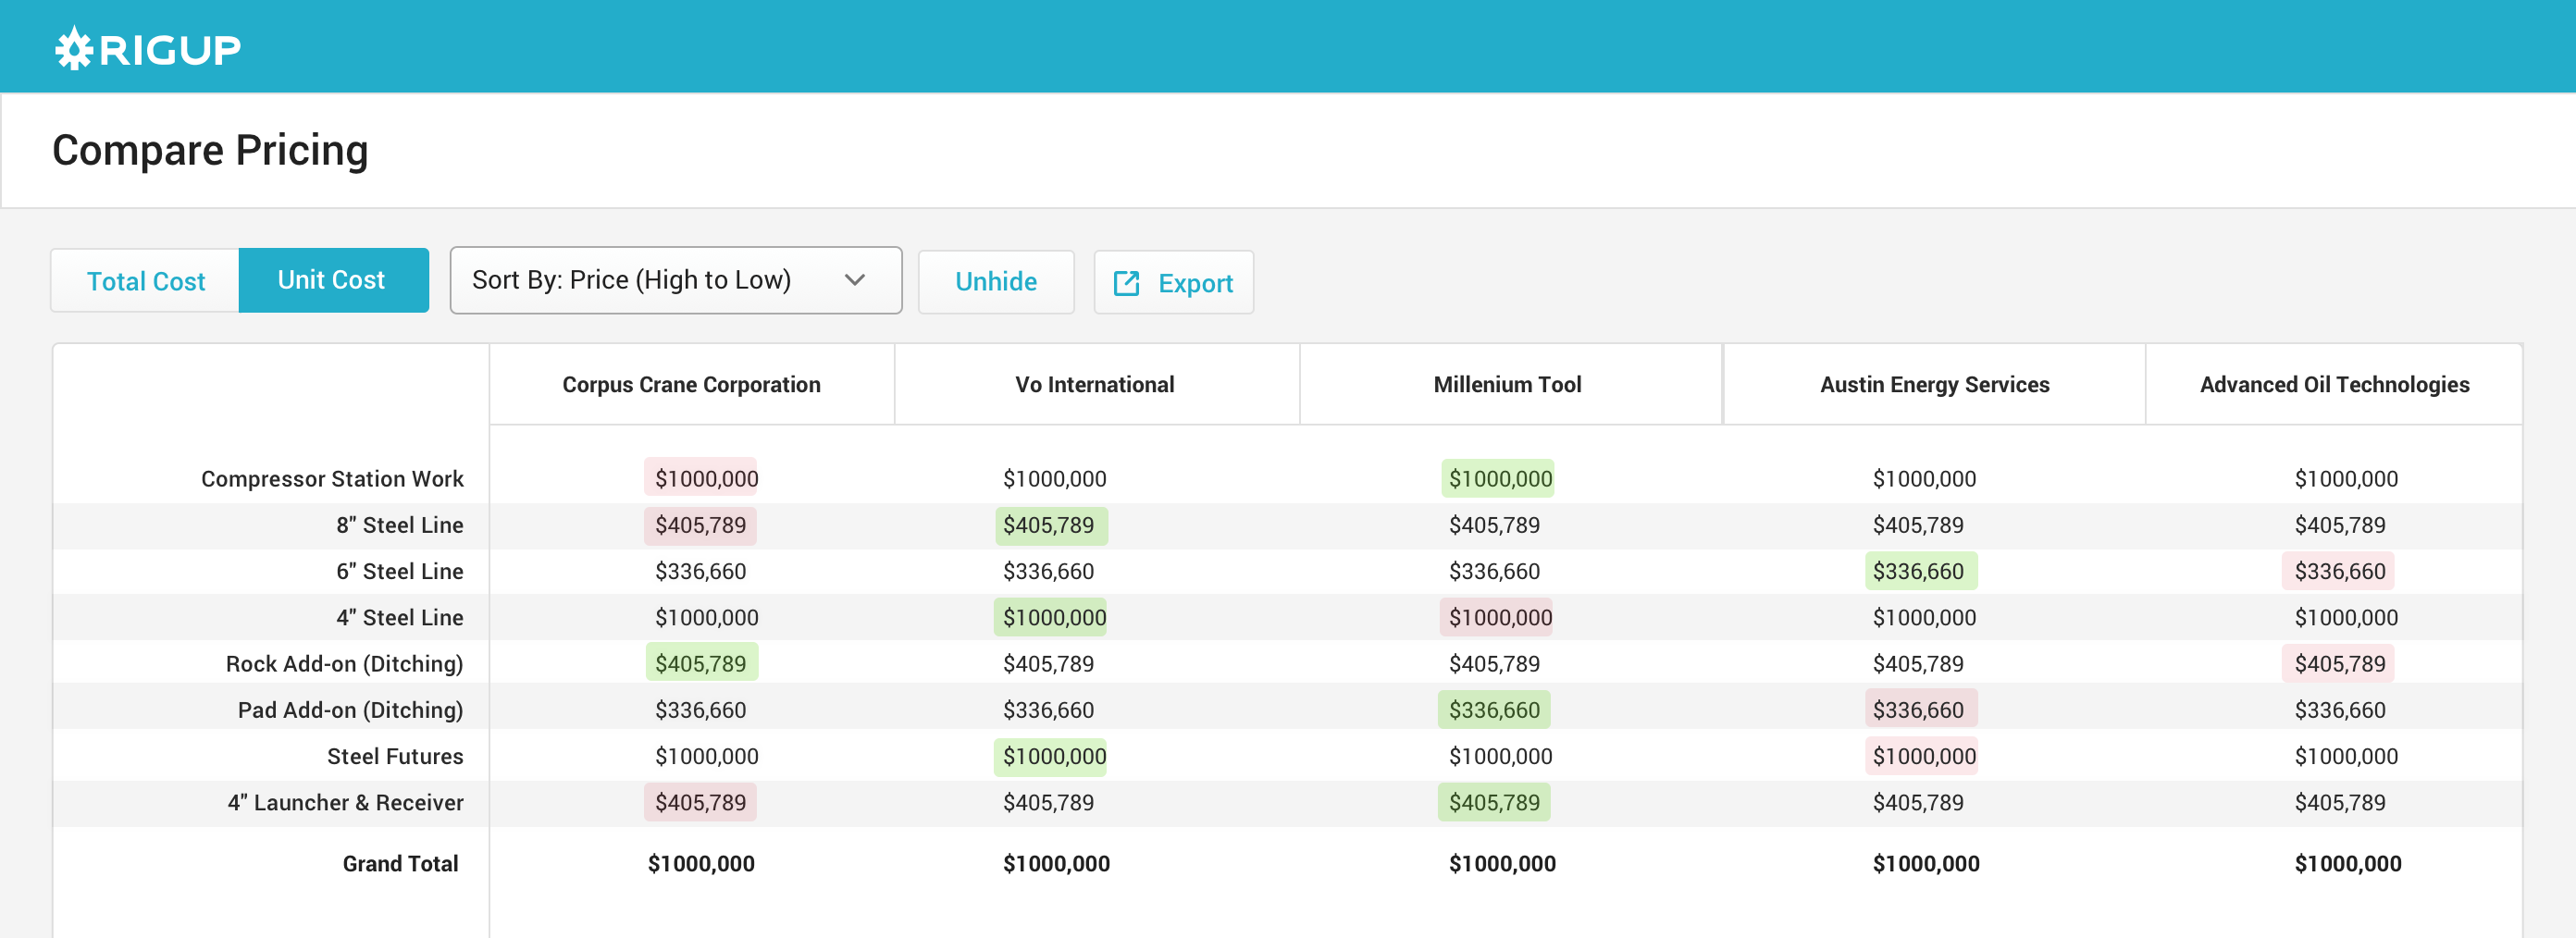 RIGUP
Compare Pricing
Total Cost Unit Cost Sort By: Price (High to Low) Unhide Export
Corpus Crane Corporation Vo International Millenium Tool Austin Energy Services Advanced Oil Technologies
Compressor Station Work $1000,000 $1000,000 $1000,000 $1000,000 $1000,000
8" Steel Line $405,789 $405,789 $405,789 $405,789 $405,789
6" Steel Line $336,660 $336,660 $336,660 $336,660 $336,660
4" Steel Line $1000,000 $1000,000 $1000,000 $1000,000 $1000,000
Rock Add-on (Ditching) $405,789 $405,789 $405,789 $405,789 $405,789
Pad Add-on (Ditching) $336,660 $336,660 $336,660 $336,660 $336,660
Steel Futures $1000,000 $1000,000 $1000,000 $1000,000 $1000,000
4" Launcher & Receiver $405,789 $405,789 $405,789 $405,789 $405,789
Grand Total $1000,000 $1000,000 $1000,000 $1000,000 $1000,000